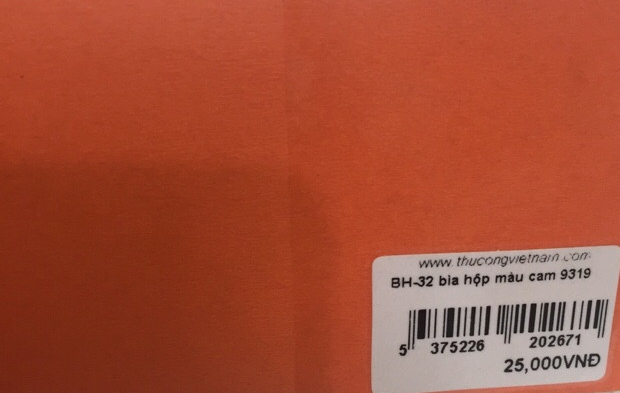 www.thucongvietnam.com
BH-32 bìa hộp màu cam 9319
5 375226 202671
25,000VNĐ